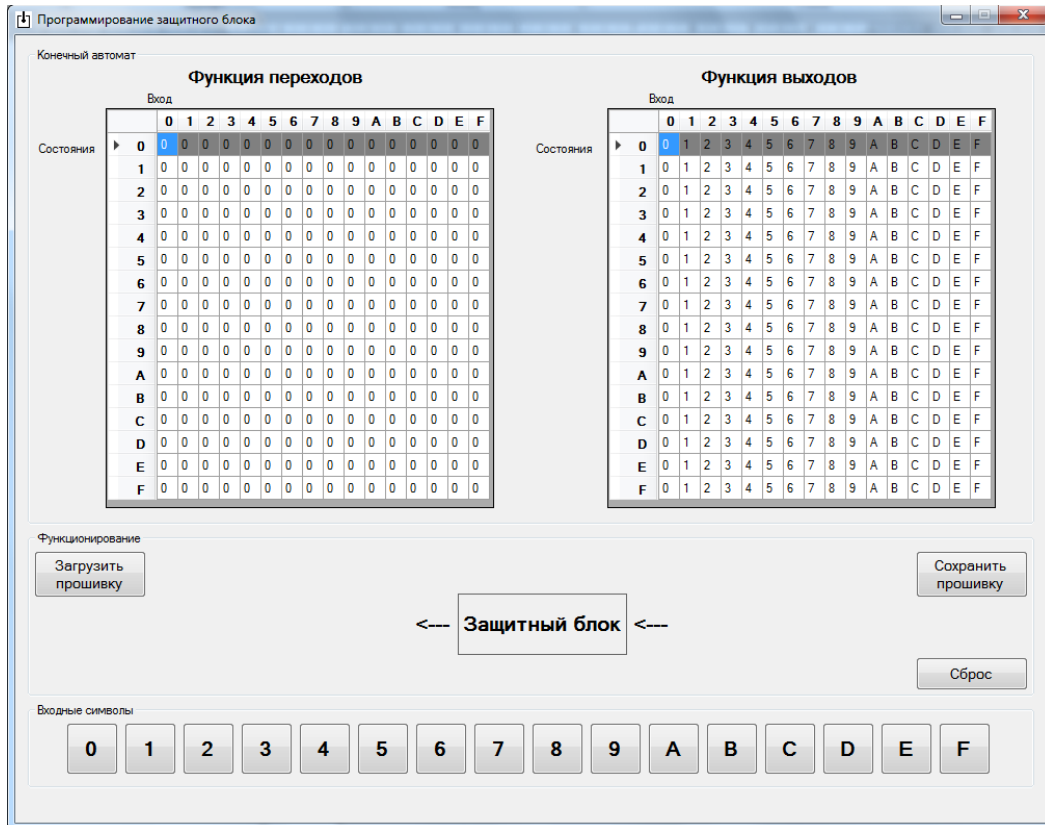 Программирование защитного блока
Конечный автомат
Функция переходов Функция выходов
Вход Вход
0 1 2 3 4 5 6 7 8 9 A B C D E F 0 1 2 3 4 5 6 7 8 9 A B C D E F
Состояния 0 0 0 0 0 0 0 0 0 0 0 0 0 0 0 0 0 Состояния 0 0 1 2 3 4 5 6 7 8 9 A B C D E F
1 0 0 0 0 0 0 0 0 0 0 0 0 0 0 0 0 1 0 1 2 3 4 5 6 7 8 9 A B C D E F
2 0 0 0 0 0 0 0 0 0 0 0 0 0 0 0 0 2 0 1 2 3 4 5 6 7 8 9 A B C D E F
3 0 0 0 0 0 0 0 0 0 0 0 0 0 0 0 0 3 0 1 2 3 4 5 6 7 8 9 A B C D E F
4 0 0 0 0 0 0 0 0 0 0 0 0 0 0 0 0 4 0 1 2 3 4 5 6 7 8 9 A B C D E F
5 0 0 0 0 0 0 0 0 0 0 0 0 0 0 0 0 5 0 1 2 3 4 5 6 7 8 9 A B C D E F
6 0 0 0 0 0 0 0 0 0 0 0 0 0 0 0 0 6 0 1 2 3 4 5 6 7 8 9 A B C D E F
7 0 0 0 0 0 0 0 0 0 0 0 0 0 0 0 0 7 0 1 2 3 4 5 6 7 8 9 A B C D E F
8 0 0 0 0 0 0 0 0 0 0 0 0 0 0 0 0 8 0 1 2 3 4 5 6 7 8 9 A B C D E F
9 0 0 0 0 0 0 0 0 0 0 0 0 0 0 0 0 9 0 1 2 3 4 5 6 7 8 9 A B C D E F
A 0 0 0 0 0 0 0 0 0 0 0 0 0 0 0 0 A 0 1 2 3 4 5 6 7 8 9 A B C D E F
B 0 0 0 0 0 0 0 0 0 0 0 0 0 0 0 0 B 0 1 2 3 4 5 6 7 8 9 A B C D E F
C 0 0 0 0 0 0 0 0 0 0 0 0 0 0 0 0 C 0 1 2 3 4 5 6 7 8 9 A B C D E F
D 0 0 0 0 0 0 0 0 0 0 0 0 0 0 0 0 D 0 1 2 3 4 5 6 7 8 9 A B C D E F
E 0 0 0 0 0 0 0 0 0 0 0 0 0 0 0 0 E 0 1 2 3 4 5 6 7 8 9 A B C D E F
F 0 0 0 0 0 0 0 0 0 0 0 0 0 0 0 0 F 0 1 2 3 4 5 6 7 8 9 A B C D E F
Функционирование
Загрузить
прошивку
Сохранить
прошивку
<--- Защитный блок <---
Сброс
Входные символы
0 1 2 3 4 5 6 7 8 9 A B C D E F